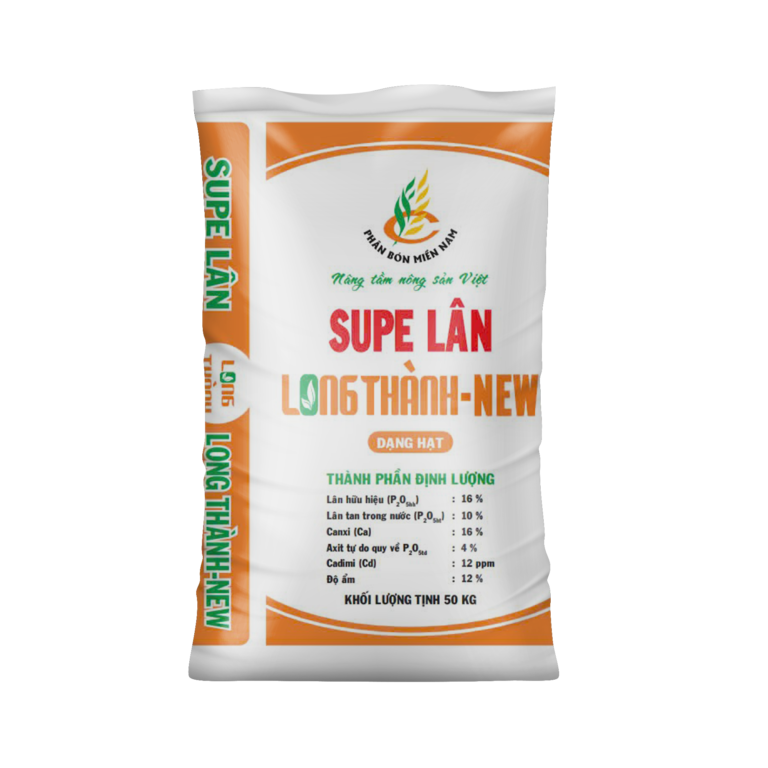 SUPE LÂN
LONG THÀNH
LONG THÀNH-NEW
PHÂN BÓN MIỀN NAM
Nâng tầm nông sản Việt
SUPE LÂN
LONG THÀNH-NEW
DẠNG HẠT
THÀNH PHẦN ĐỊNH LƯỢNG
Lân hữu hiệu (P₂O₅hh) : 16 %
Lân tan trong nước (P₂O₅td) : 10 %
Canxi (Ca) : 16 %
Axit tự do quy về P₂O₅td : 4 %
Cadimi (Cd) : 12 ppm
Độ ẩm : 12 %
KHỐI LƯỢNG TỊNH 50 KG